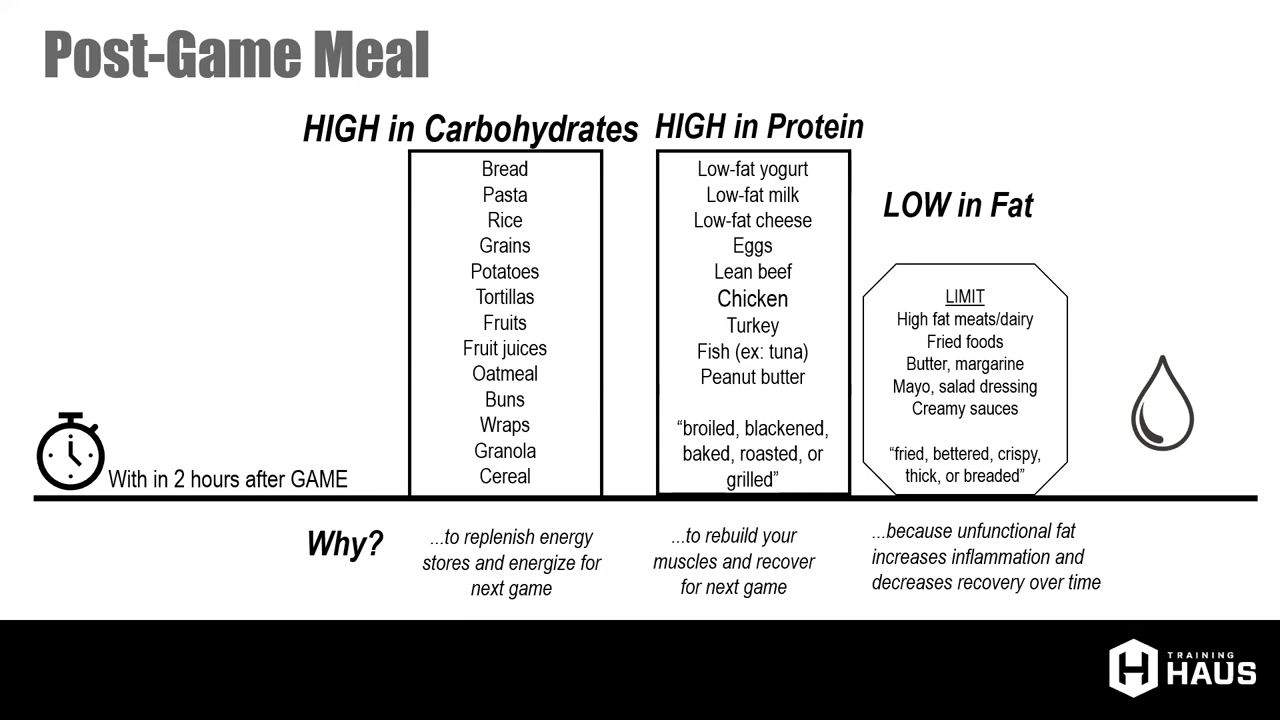 Post-Game Meal
HIGH in Carbohydrates
Bread
Pasta
Rice
Grains
Potatoes
Tortillas
Fruits
Fruit juices
Oatmeal
Buns
Wraps
Granola
Cereal
HIGH in Protein
Low-fat yogurt
Low-fat milk
Low-fat cheese
Eggs
Lean beef
Chicken
Turkey
Fish (ex: tuna)
Peanut butter
“broiled, blackened,
baked, roasted, or
grilled”
LOW in Fat
LIMIT
High fat meats/dairy
Fried foods
Butter, margarine
Mayo, salad dressing
Creamy sauces
“fried, bettered, crispy,
thick, or breaded”
With in 2 hours after GAME
Why?
...to replenish energy
stores and energize for
next game
...to rebuild your
muscles and recover
for next game
...because unfunctional fat
increases inflammation and
decreases recovery over time
TRAINING
HAUS